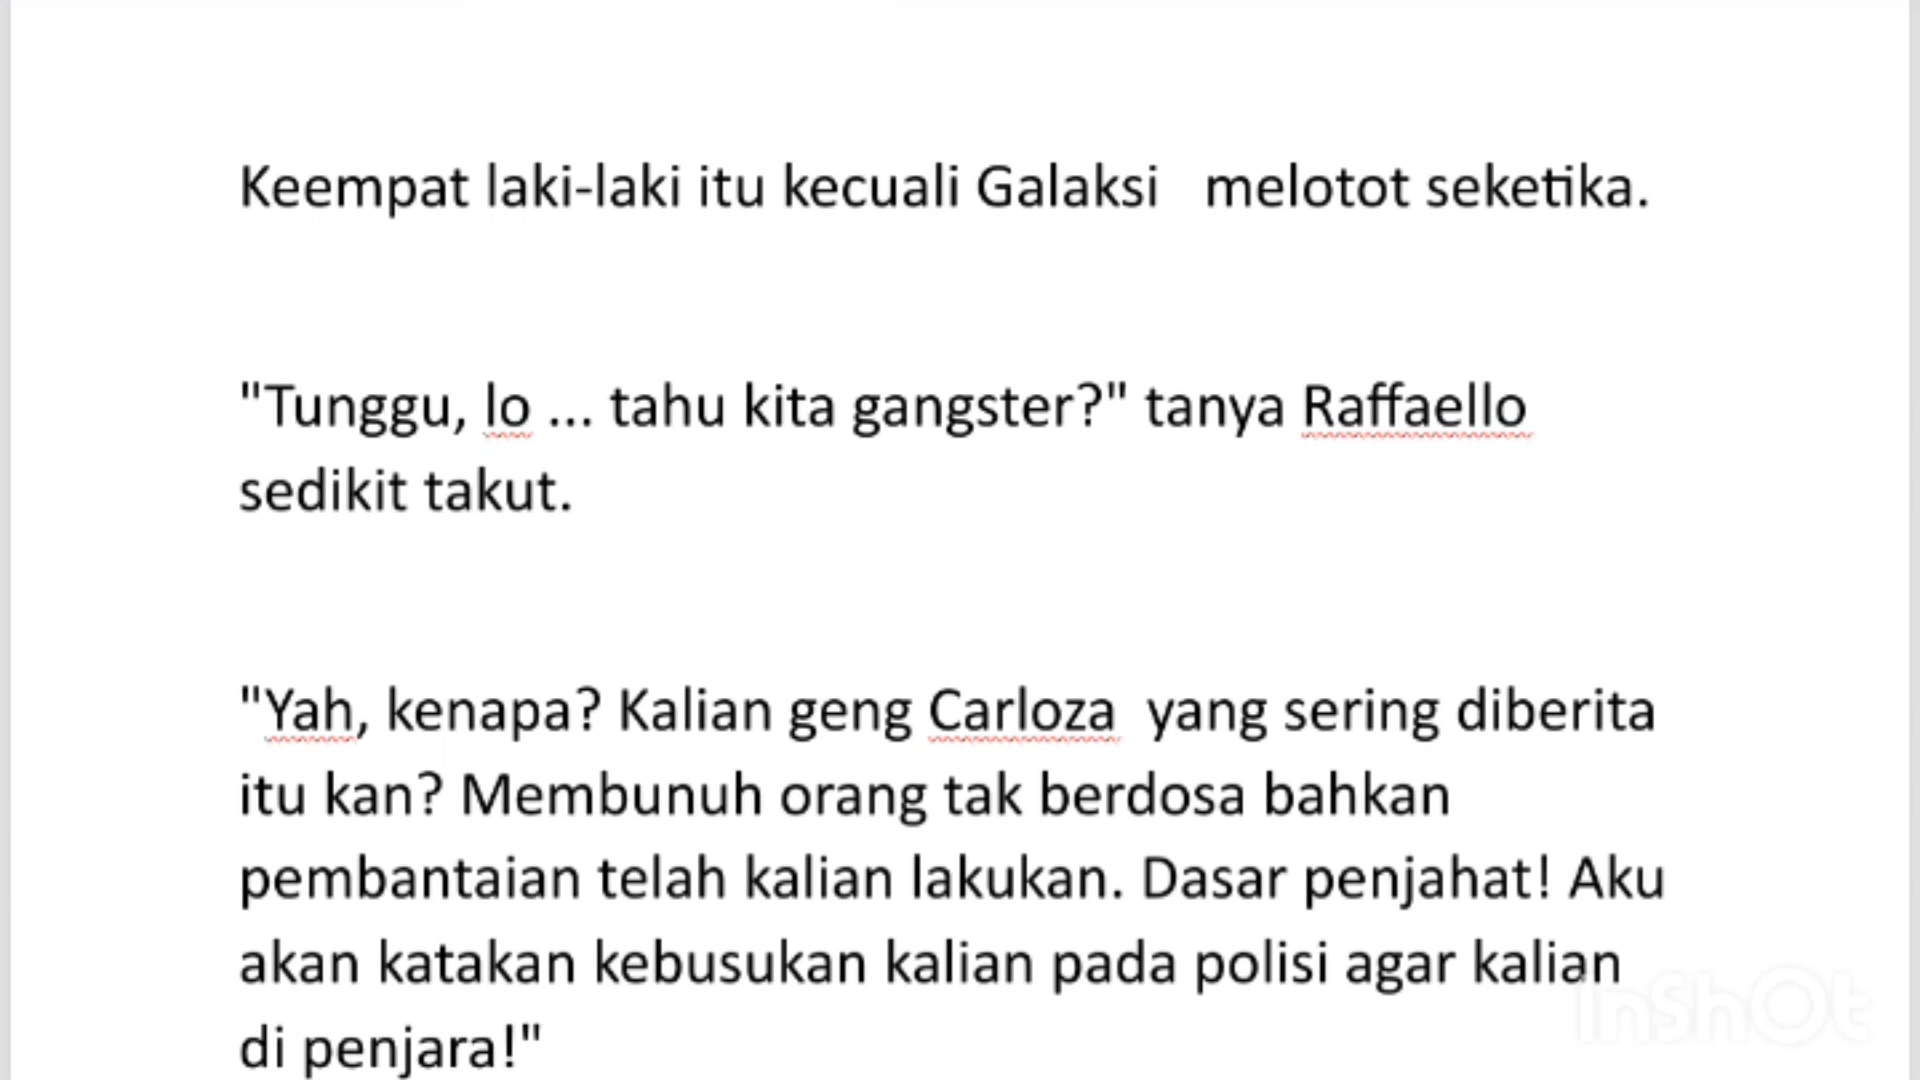 Keempat laki-laki itu kecuali Galaksi   melotot seketika.
"Tunggu, lo ... tahu kita gangster?" tanya Raffaello
sedikit takut.
"Yah, kenapa? Kalian geng Carloza  yang sering diberita
itu kan? Membunuh orang tak berdosa bahkan
pembantaian telah kalian lakukan. Dasar penjahat! Aku
akan katakan kebusukan kalian pada polisi agar kalian
di penjara!"
InShOt